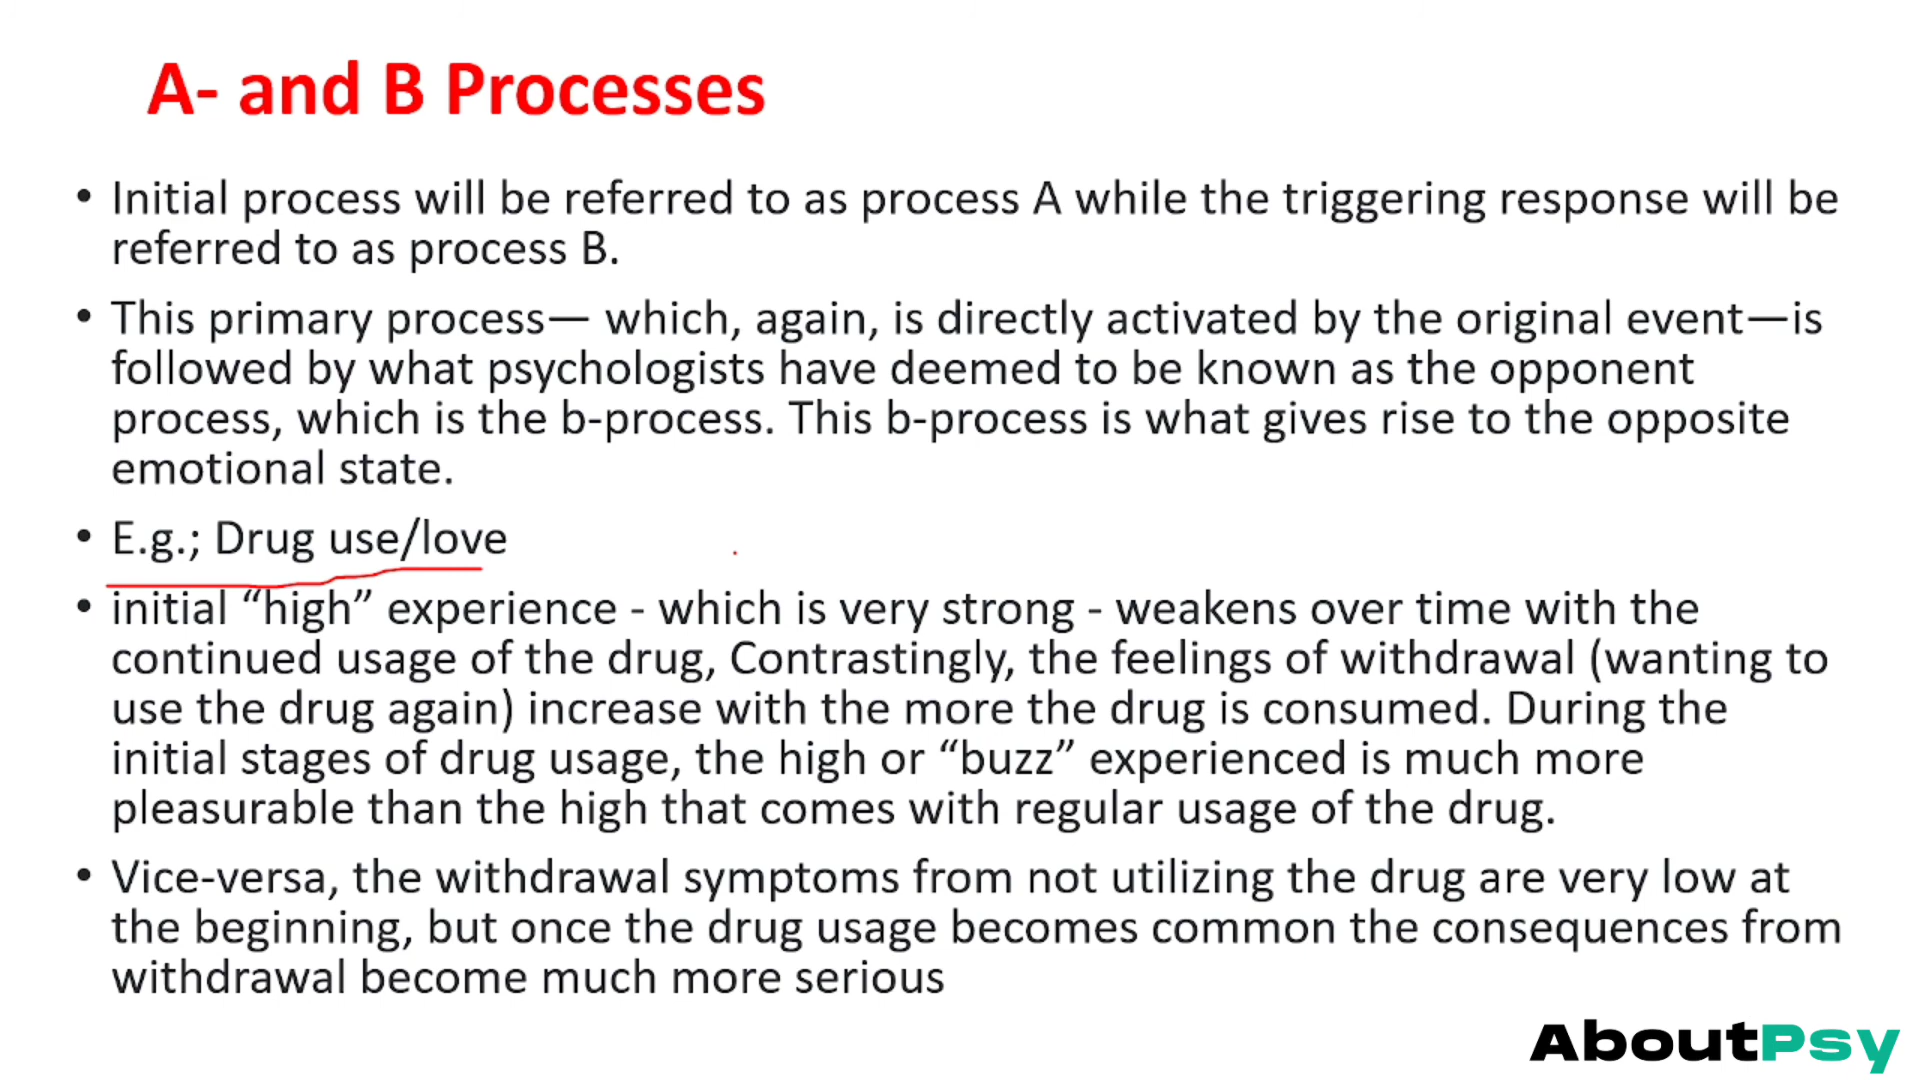 A- and B Processes
• Initial process will be referred to as process A while the triggering response will be
referred to as process B.
• This primary process— which, again, is directly activated by the original event—is
followed by what psychologists have deemed to be known as the opponent
process, which is the b-process. This b-process is what gives rise to the opposite
emotional state.
• E.g.; Drug use/love
• initial “high” experience - which is very strong - weakens over time with the
continued usage of the drug, Contrastingly, the feelings of withdrawal (wanting to
use the drug again) increase with the more the drug is consumed. During the
initial stages of drug usage, the high or “buzz” experienced is much more
pleasurable than the high that comes with regular usage of the drug.
• Vice-versa, the withdrawal symptoms from not utilizing the drug are very low at
the beginning, but once the drug usage becomes common the consequences from
withdrawal become much more serious
AboutPsy